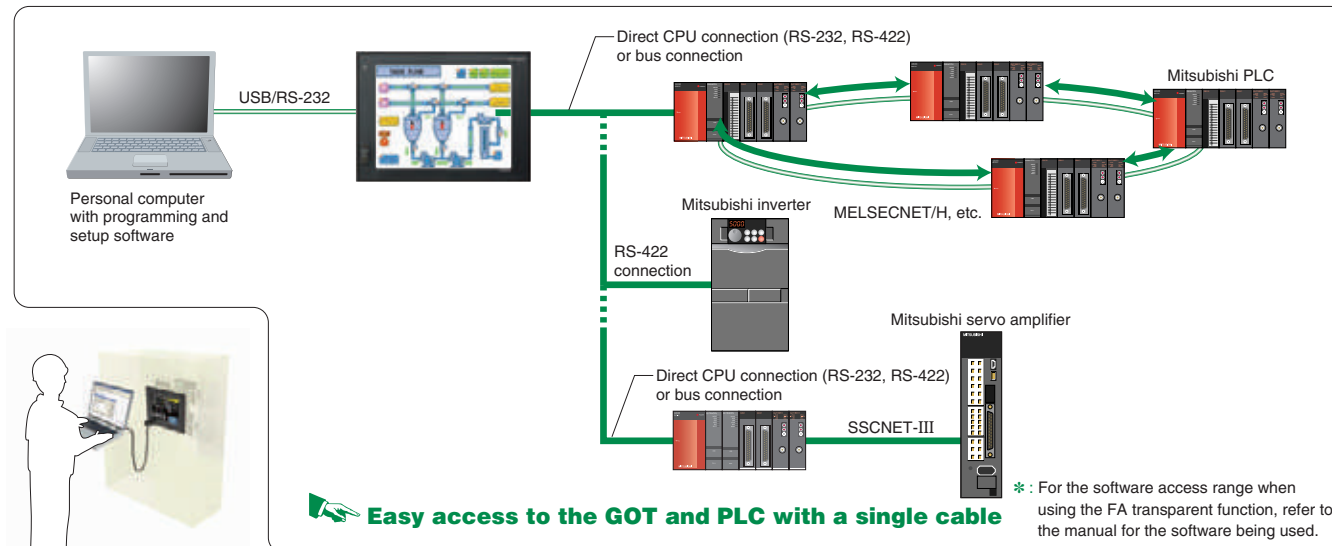 Direct CPU connection (RS-232, RS-422)
or bus connection
Mitsubishi PLC
USB/RS-232
Personal computer
with programming and
setup software
Mitsubishi inverter
MELSECNET/H, etc.
RS-422
connection
5000
Mitsubishi servo amplifier
Direct CPU connection (RS-232, RS-422)
or bus connection
SSCNET-III
Easy access to the GOT and PLC with a single cable
✻ : For the software access range when
using the FA transparent function, refer to
the manual for the software being used.